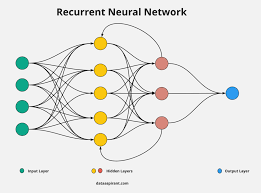 Recurrent Neural Network
Input Layer
Hidden Layers
Output Layer
dataaspirant.com